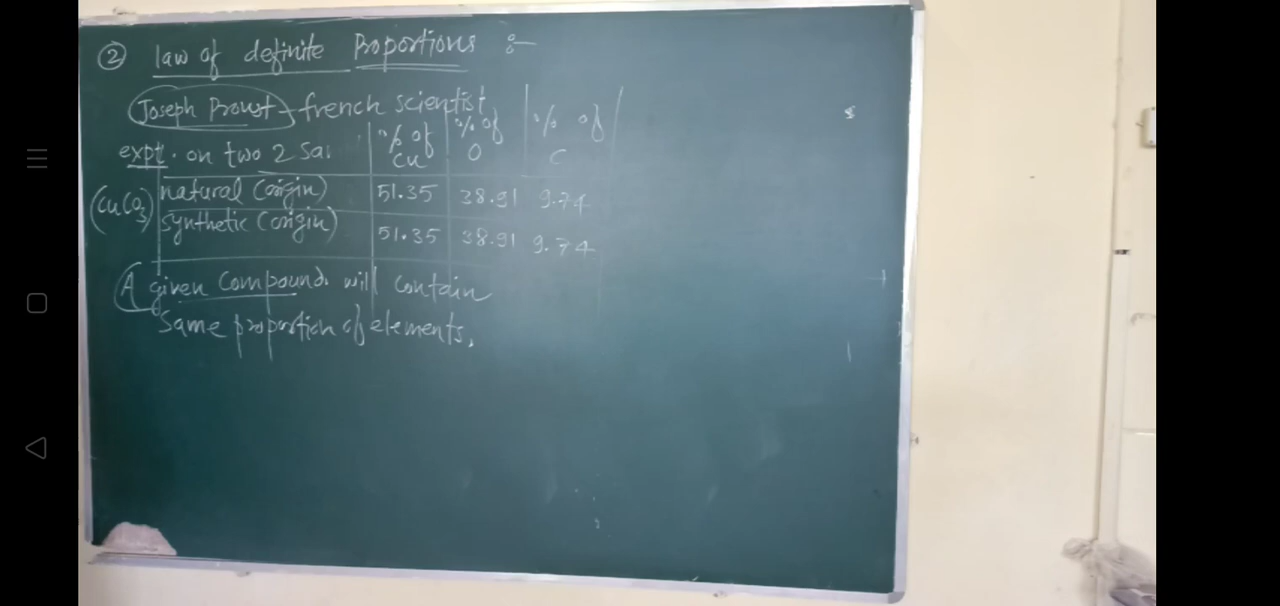 ② law of definite Proportions :-
Joseph Proust - french scientist
expt. on two 2 Sa
% of Cu % of O % of C
(CuCO3)
natural (origin) 51.35 38.91 9.74
synthetic (origin) 51.35 38.91 9.74
A given compound will contain
Same proportion of elements.